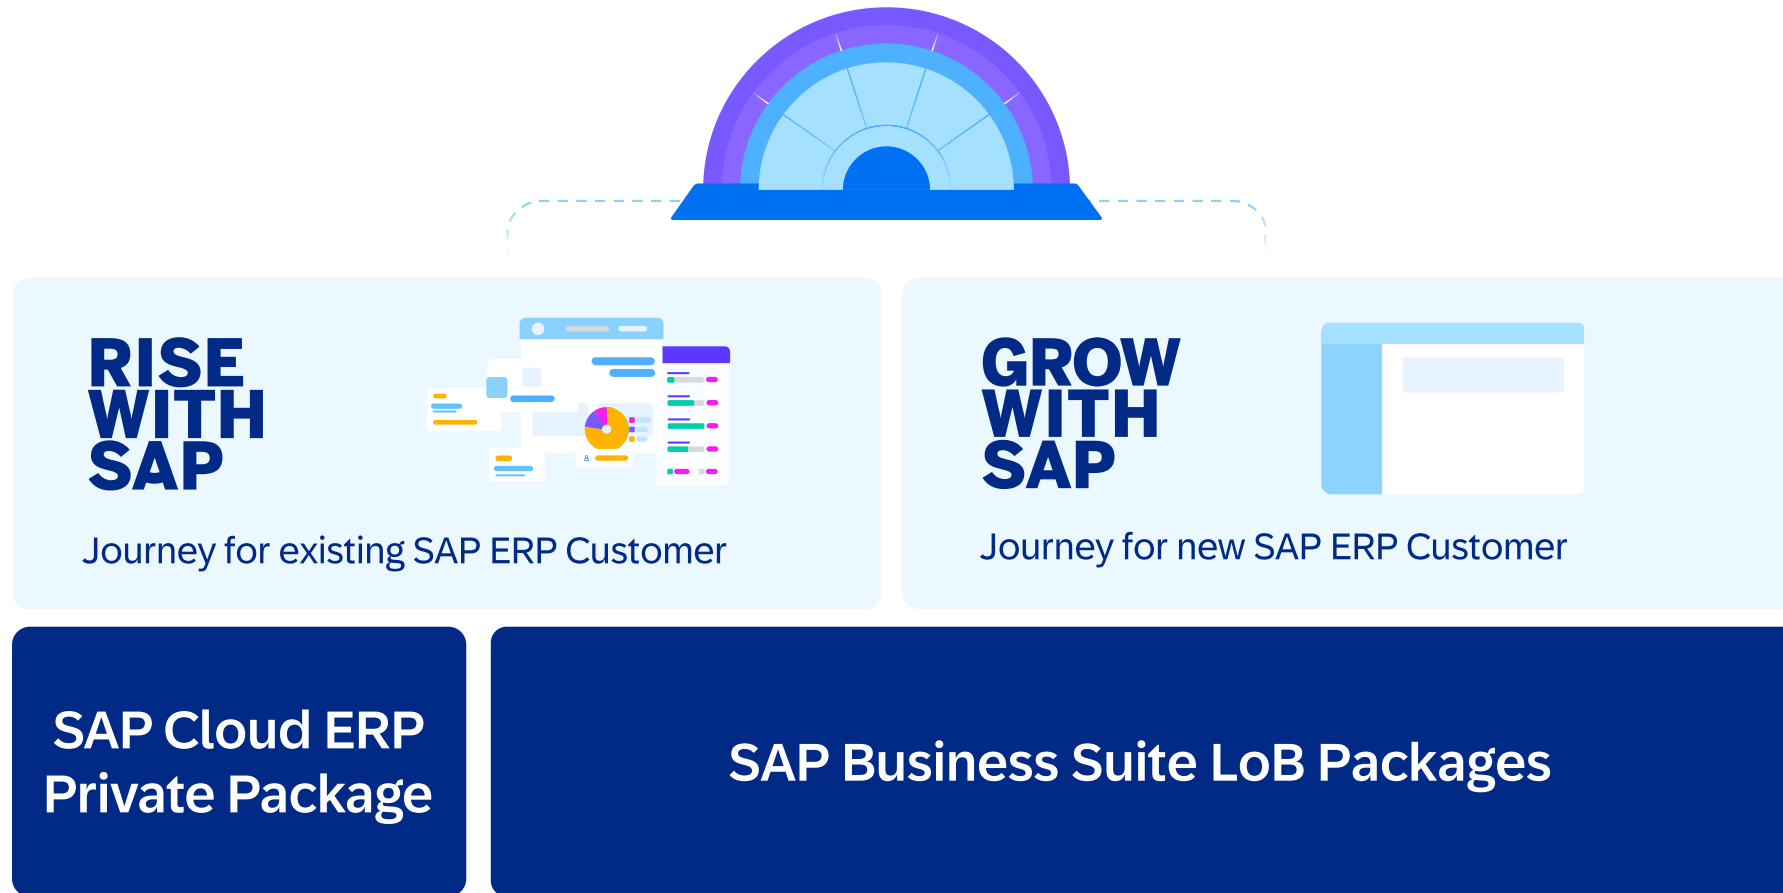 RISE
WITH
SAP
Journey for existing SAP ERP Customer
GROW
WITH
SAP
Journey for new SAP ERP Customer
SAP Cloud ERP
Private Package
SAP Business Suite LoB Packages